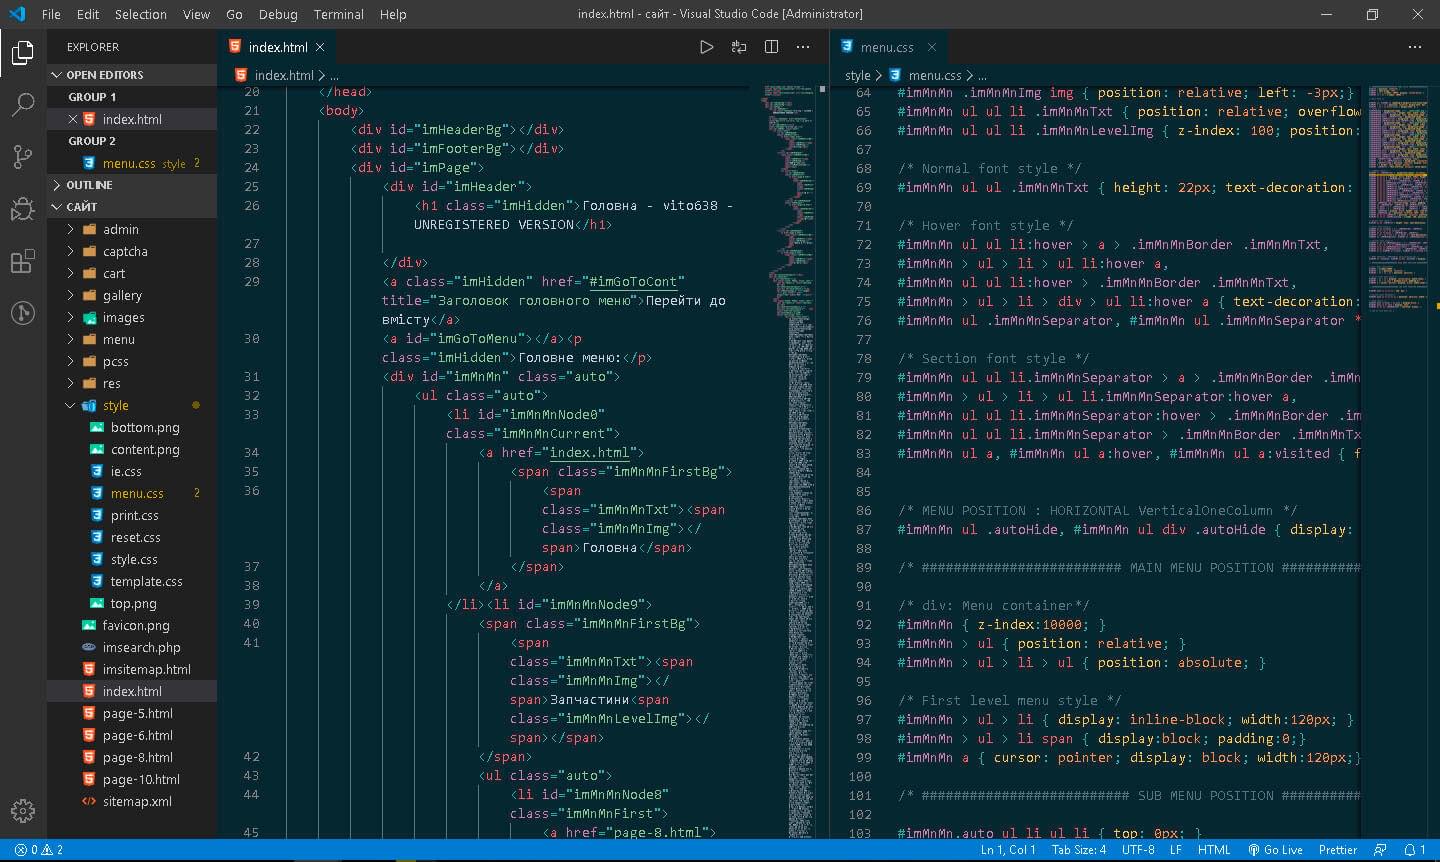 File Edit Selection View Go Debug Terminal Help
index.html - сайт - Visual Studio Code [Administrator]
EXPLORER
OPEN EDITORS
GROUP 1
index.html
GROUP 2
menu.css style 2
OUTLINE
САЙТ
admin
captcha
cart
gallery
images
menu
pcss
res
style
bottom.png
content.png
ie.css
menu.css 2
print.css
reset.css
style.css
template.css
top.png
favicon.png
imsearch.php
imsitemap.html
index.html
page-5.html
page-6.html
page-8.html
page-10.html
sitemap.xml
index.html
index.html > ...
20 </head>
21 <body>
22 <div id="imHeaderBg"></div>
23 <div id="imFooterBg"></div>
24 <div id="imPage">
25 <div id="imHeader">
26 <h1 class="imHidden">Головна - vito638 -
UNREGISTERED VERSION</h1>
27
28 </div>
29 <a class="imHidden" href="#imGoToCont"
title="Заголовок головного меню">Перейти до
вмісту</a>
30 <a id="imGoToMenu"></a><p
class="imHidden">Головне меню:</p>
31 <div id="imMnMn" class="auto">
32 <ul class="auto">
33 <li id="imMnMnNode0"
class="imMnMnCurrent">
34 <a href="index.html">
35 <span class="imMnMnFirstBg">
36 <span
class="imMnMnTxt"><span
class="imMnMnImg"></
span>Головна</span>
37 </span>
38 </a>
39 </li><li id="imMnMnNode9">
40 <span class="imMnMnFirstBg">
41 <span
class="imMnMnTxt"><span
class="imMnMnImg"></
span>Запчастини<span
class="imMnMnLevelImg"></
span></span>
42 </span>
43 <ul class="auto">
44 <li id="imMnMnNode8"
class="imMnMnFirst">
45 <a href="page-8.html">
menu.css
style > menu.css > ...
64 #imMnMn .imMnMnImg img { position: relative; left: -3px;}
65 #imMnMn ul ul li .imMnMnTxt { position: relative; overflow
66 #imMnMn ul ul li .imMnMnLevelImg { z-index: 100; position:
67
68 /* Normal font style */
69 #imMnMn ul ul .imMnMnTxt { height: 22px; text-decoration:
70
71 /* Hover font style */
72 #imMnMn ul ul li:hover > a > .imMnMnBorder .imMnMnTxt,
73 #imMnMn > ul > li > ul li:hover a,
74 #imMnMn ul ul li:hover > .imMnMnBorder .imMnMnTxt,
75 #imMnMn > ul > li > div > ul li:hover a { text-decoration:
76 #imMnMn ul .imMnMnSeparator, #imMnMn ul .imMnMnSeparator *
77
78 /* Section font style */
79 #imMnMn ul ul li.imMnMnSeparator > a > .imMnMnBorder .imMn
80 #imMnMn > ul > li > ul li.imMnMnSeparator:hover a,
81 #imMnMn ul ul li.imMnMnSeparator:hover > .imMnMnBorder .im
82 #imMnMn ul ul li.imMnMnSeparator > .imMnMnBorder .imMnMnTx
83 #imMnMn ul a, #imMnMn ul a:hover, #imMnMn ul a:visited { f
84
85
86 /* MENU POSITION : HORIZONTAL VerticalOneColumn */
87 #imMnMn ul .autoHide, #imMnMn ul div .autoHide { display:
88
89 /* ######################### MAIN MENU POSITION ##########
90
91 /* div: Menu container*/
92 #imMnMn { z-index:10000; }
93 #imMnMn > ul { position: relative; }
94 #imMnMn > ul > li > ul { position: absolute; }
95
96 /* First level menu style */
97 #imMnMn > ul > li { display: inline-block; width:120px; }
98 #imMnMn > ul > li span { display:block; padding:0;}
99 #imMnMn a { cursor: pointer; display: block; width:120px;}
100
101 /* ########################## SUB MENU POSITION ##########
102
103 #imMnMn.auto ul li ul li { top: 0px; }
0 2
Ln 1, Col 1 Tab Size: 4 UTF-8 LF HTML Go Live Prettier 1